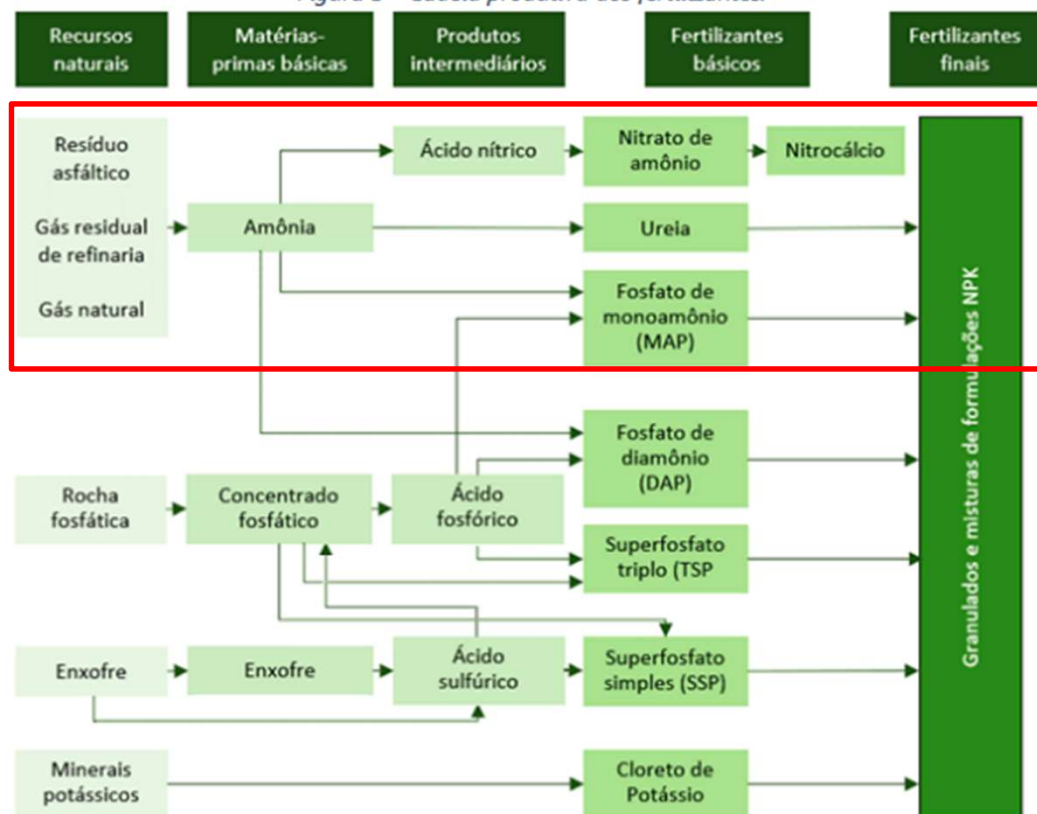 Recursos
naturais
Matérias-
primas básicas
Produtos
intermediários
Fertilizantes
básicos
Fertilizantes
finais
Resíduo
asfáltico
Gás residual
de refinaria
Gás natural
Amônia
Ácido nítrico
Nitrato de
amônio
Nitrocálcio
Ureia
Fosfato de
monoamônio
(MAP)
Fosfato de
diamônio
(DAP)
Rocha
fosfática
Concentrado
fosfático
Ácido
fosfórico
Superfosfato
triplo (TSP
Enxofre
Enxofre
Ácido
sulfúrico
Superfosfato
simples (SSP)
Minerais
potássicos
Cloreto de
Potássio
Granulados e misturas de formulações NPK